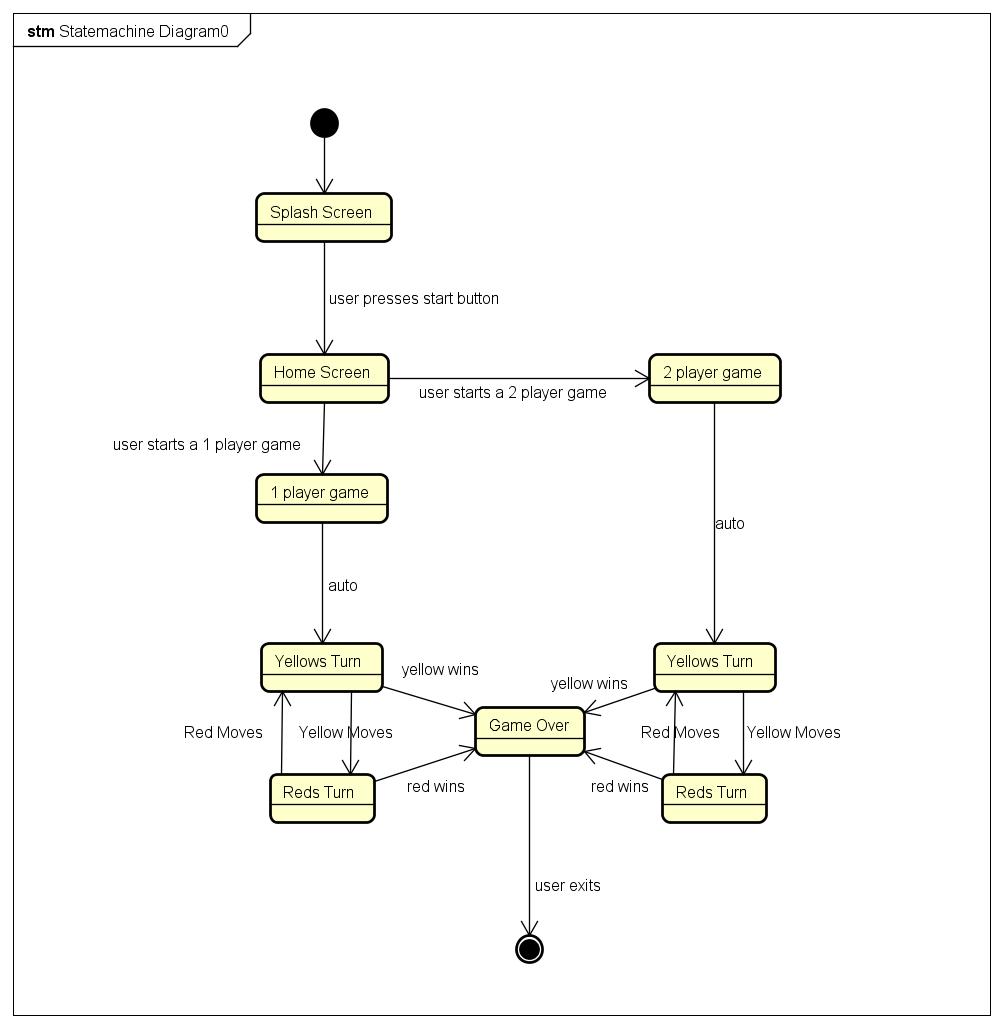 stm Statemachine Diagram0
Splash Screen
user presses start button
Home Screen
2 player game
user starts a 2 player game
user starts a 1 player game
1 player game
auto
auto
Yellows Turn
yellow wins
yellow wins
Yellows Turn
Game Over
Red Moves
Yellow Moves
Red Moves
Yellow Moves
Reds Turn
red wins
red wins
Reds Turn
user exits